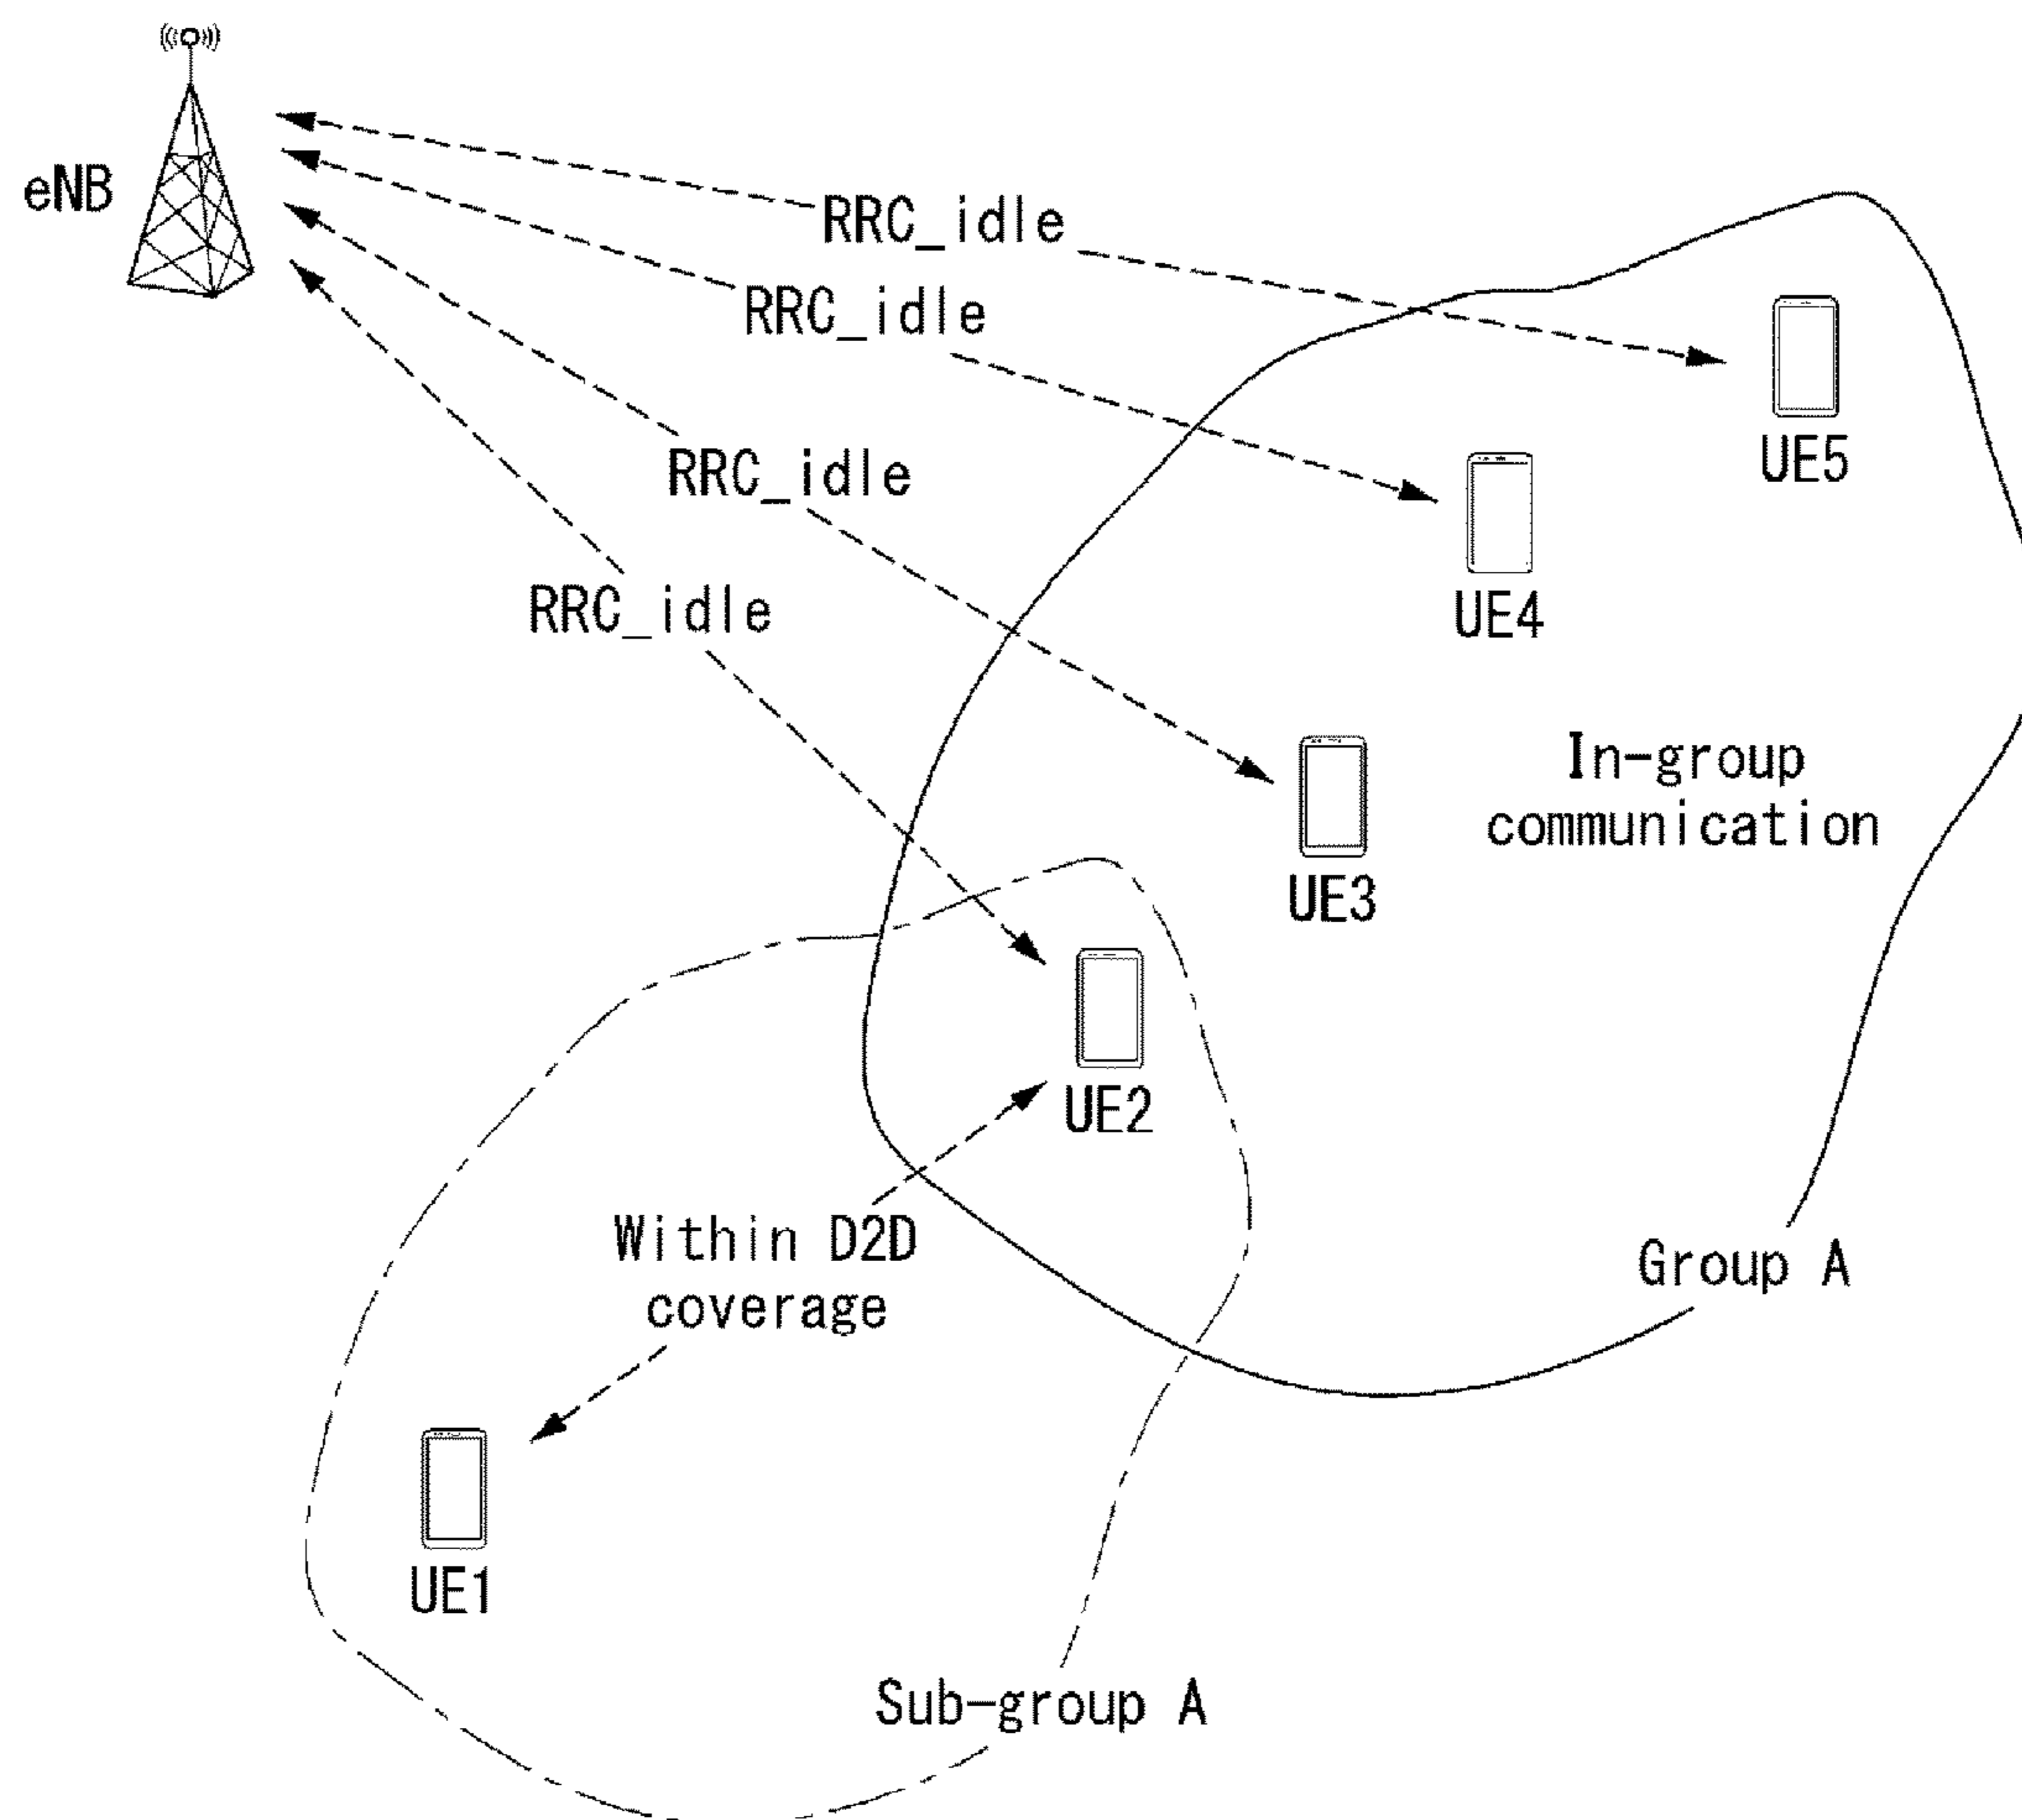 eNB
RRC_idle
RRC_idle
RRC_idle
RRC_idle
UE5
UE4
In-group
communication
UE3
UE2
Within D2D
coverage
Group A
UE1
Sub-group A